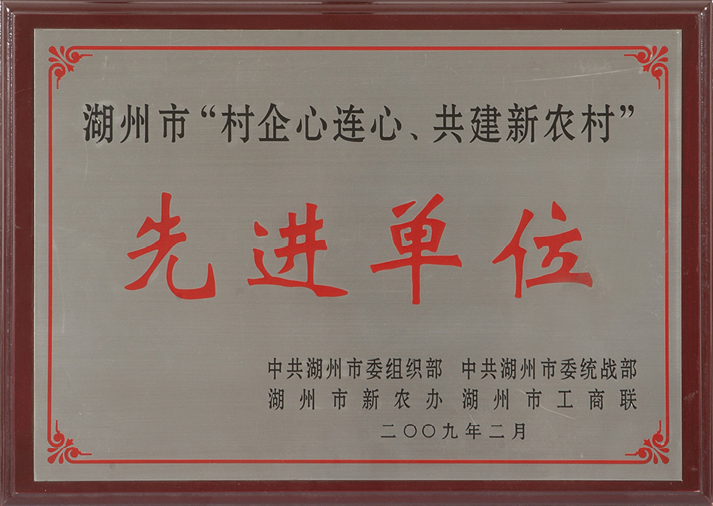 湖州市“村企心连心、共建新农村”
先进单位
中共湖州市委组织部 中共湖州市委统战部
湖州市新农办 湖州市工商联
二〇〇九年二月